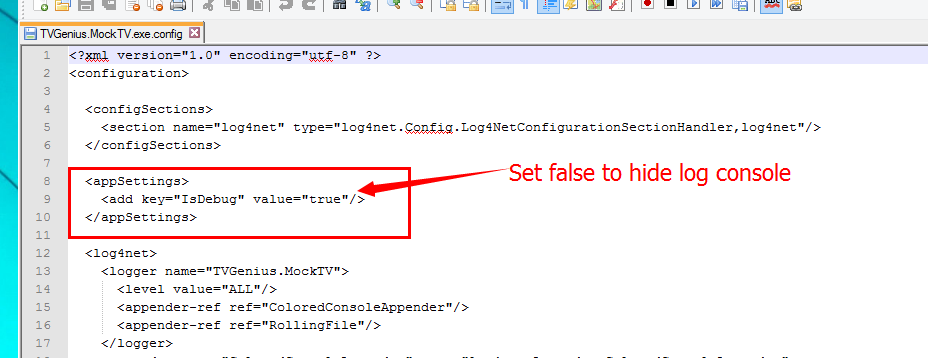 TVGenius.MockTV.exe.config
1 <?xml version="1.0" encoding="utf-8" ?>
2 <configuration>
3
4 <configSections>
5 <section name="log4net" type="log4net.Config.Log4NetConfigurationSectionHandler,log4net"/>
6 </configSections>
7
8 <appSettings>
9 <add key="IsDebug" value="true"/>
10 </appSettings>
Set false to hide log console
11
12 <log4net>
13 <logger name="TVGenius.MockTV">
14 <level value="ALL"/>
15 <appender-ref ref="ColoredConsoleAppender"/>
16 <appender-ref ref="RollingFile"/>
17 </logger>